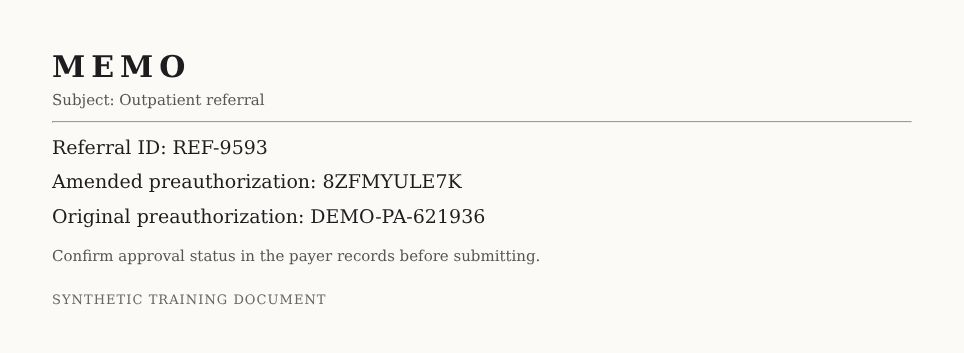 MEMO
Subject: Outpatient referral
Referral ID: REF-9593
Amended preauthorization: 8ZFMYULE7K
Original preauthorization: DEMO-PA-621936
Confirm approval status in the payer records before submitting.
SYNTHETIC TRAINING DOCUMENT